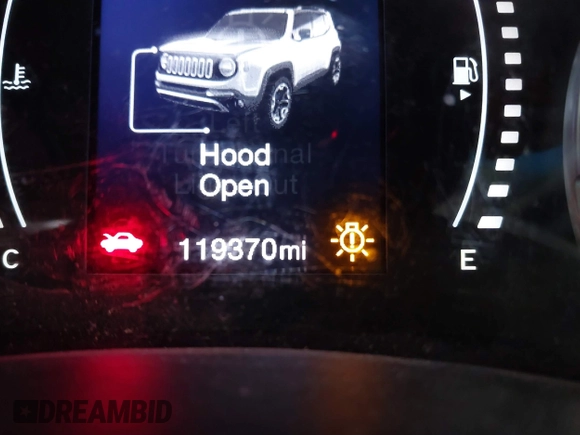 Hood
Open
119370mi
C
E
DREAMBID